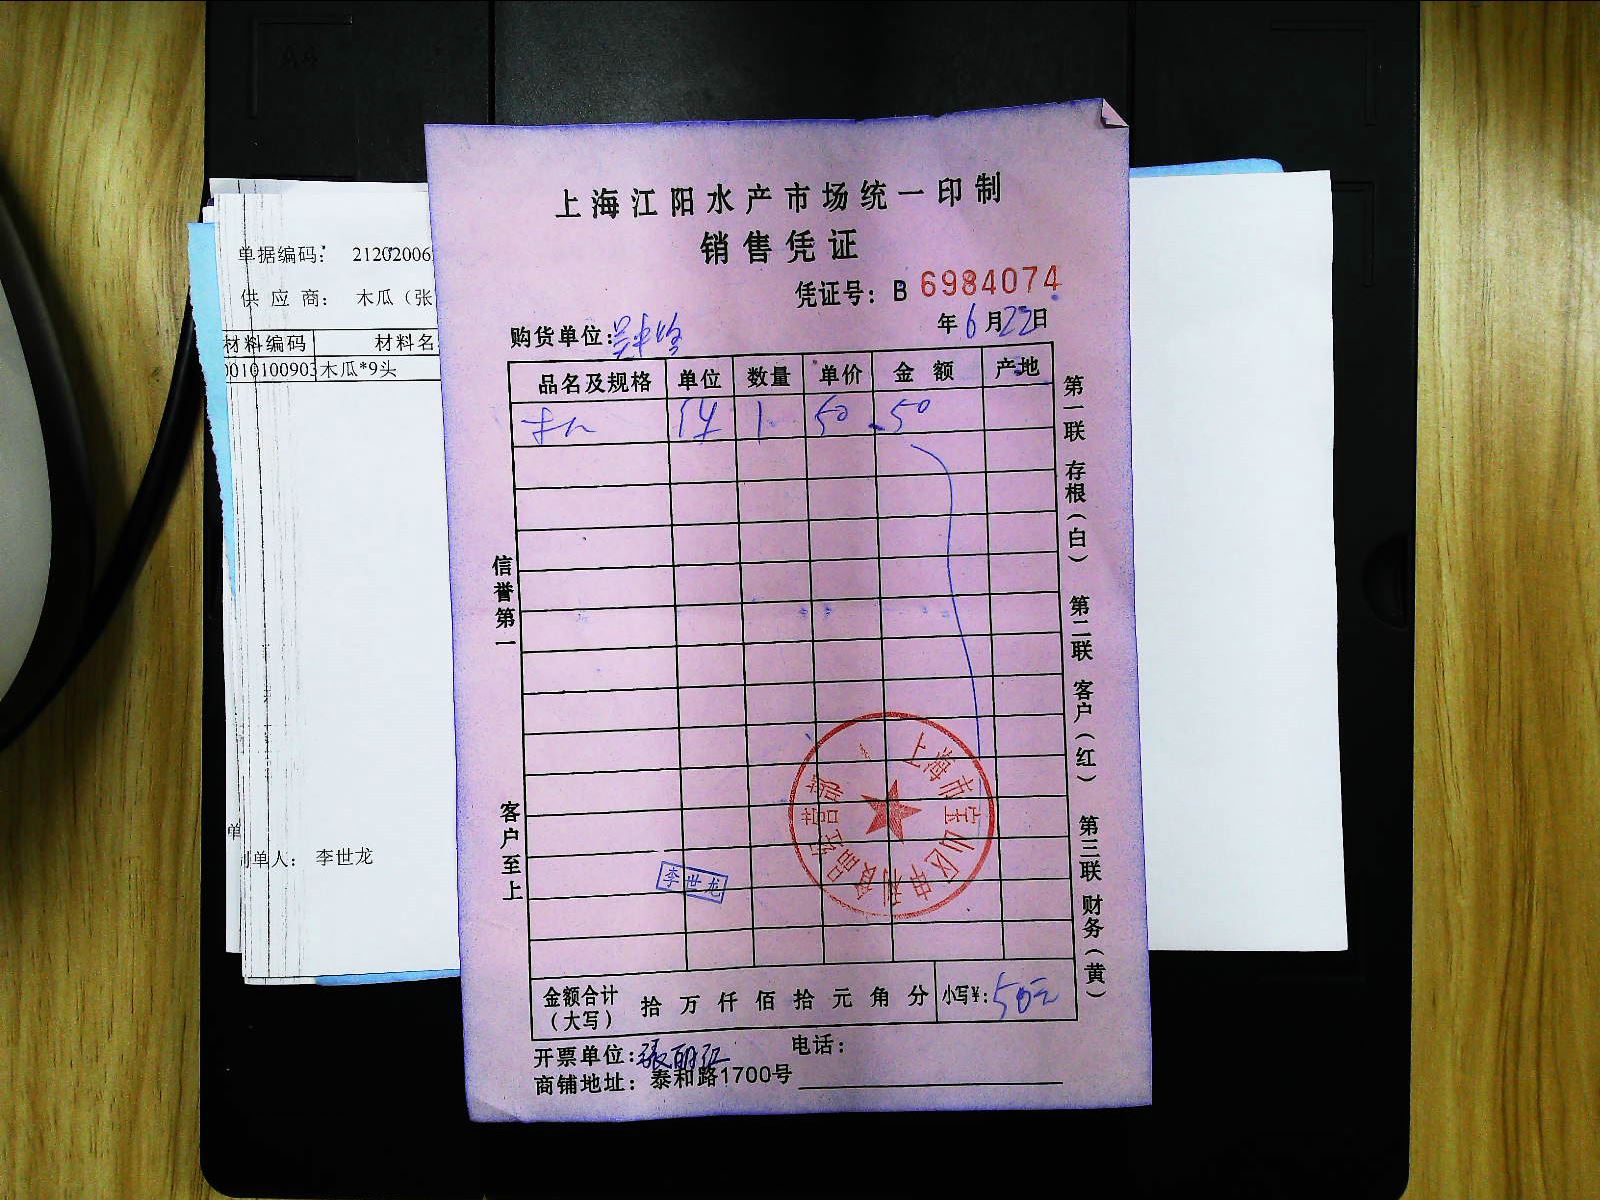 A4
单据编码： 21202006
供 应 商： 木瓜（张
材料编码 材料名
0010100903 木瓜*9头
制单人： 李世龙
上海江阳水产市场统一印制
销售凭证
凭证号：B 6984074
购货单位：
年 6 月 22 日
品名及规格 单位 数量 单价 金额 产地
件 1 50 50
信誉第一
客户至上
第一联 存根（白） 第二联 客户（红） 第三联 财务（黄）
李世龙
金额合计（大写） 拾 万 仟 佰 拾 元 角 分 小写¥：50元
开票单位：張丽红 电话：
商铺地址：泰和路1700号